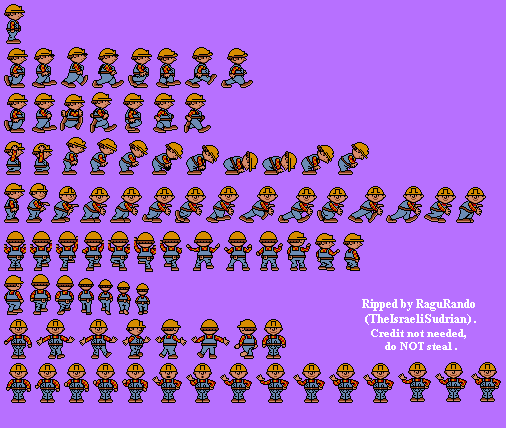 Ripped by RaguRando
(TheIsraeliSudrian).
Credit not needed,
do NOT steal.